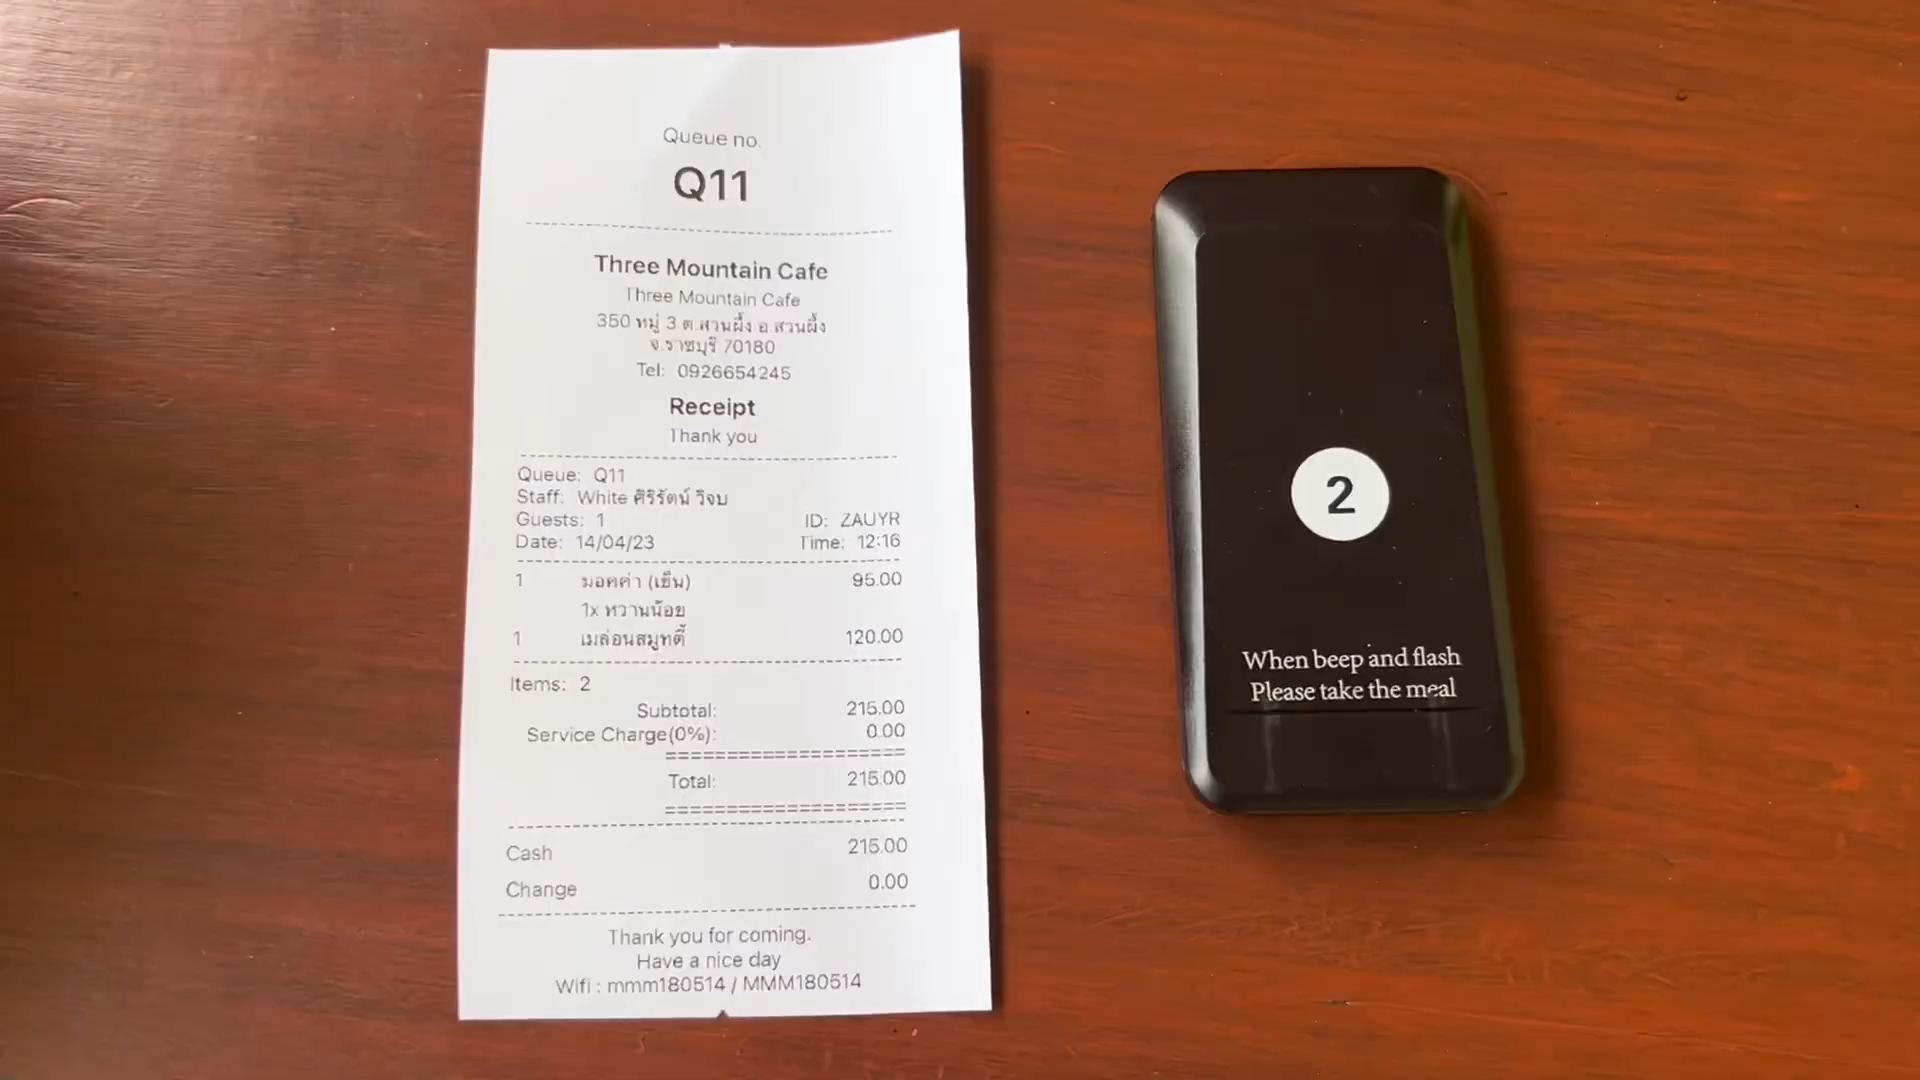 Queue no.
Q11
Three Mountain Cafe
Three Mountain Cafe
350 หมู่ 3 ต.สวนผึ้ง อ.สวนผึ้ง
จ.ราชบุรี 70180
Tel: 0926654245
Receipt
Thank you
Queue: Q11
Staff: White ศิริรัตน์ วิจบ
Guests: 1 ID: ZAUYR
Date: 14/04/23 Time: 12:16
1 มอคค่า (เย็น) 95.00
1x หวานน้อย
1 เมล่อนสมูทตี้ 120.00
Items: 2
Subtotal: 215.00
Service Charge(0%): 0.00
Total: 215.00
Cash 215.00
Change 0.00
Thank you for coming.
Have a nice day
Wifi : mmm180514 / MMM180514
2
When beep and flash
Please take the meal